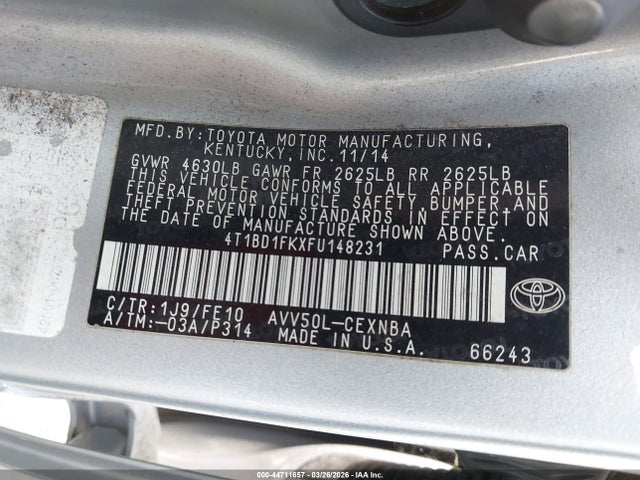 MFD.BY:TOYOTA MOTOR MANUFACTURING,
KENTUCKY,INC.11/14
GVWR 4630LB GAWR FR 2625LB RR 2625LB
THIS VEHICLE CONFORMS TO ALL APPLICABLE
FEDERAL MOTOR VEHICLE SAFETY,BUMPER,AND
THEFT PREVENTION STANDARDS IN EFFECT ON
THE DATE OF MANUFACTURE SHOWN ABOVE.
4T1BD1FKXFU148231 PASS.CAR
C/TR:1J9/FE10 AVV50L-CEXNBA
A/TM:-03A/P314 MADE IN U.S.A. 66243
000-44711657 | 03/26/2026 | IAA Inc.